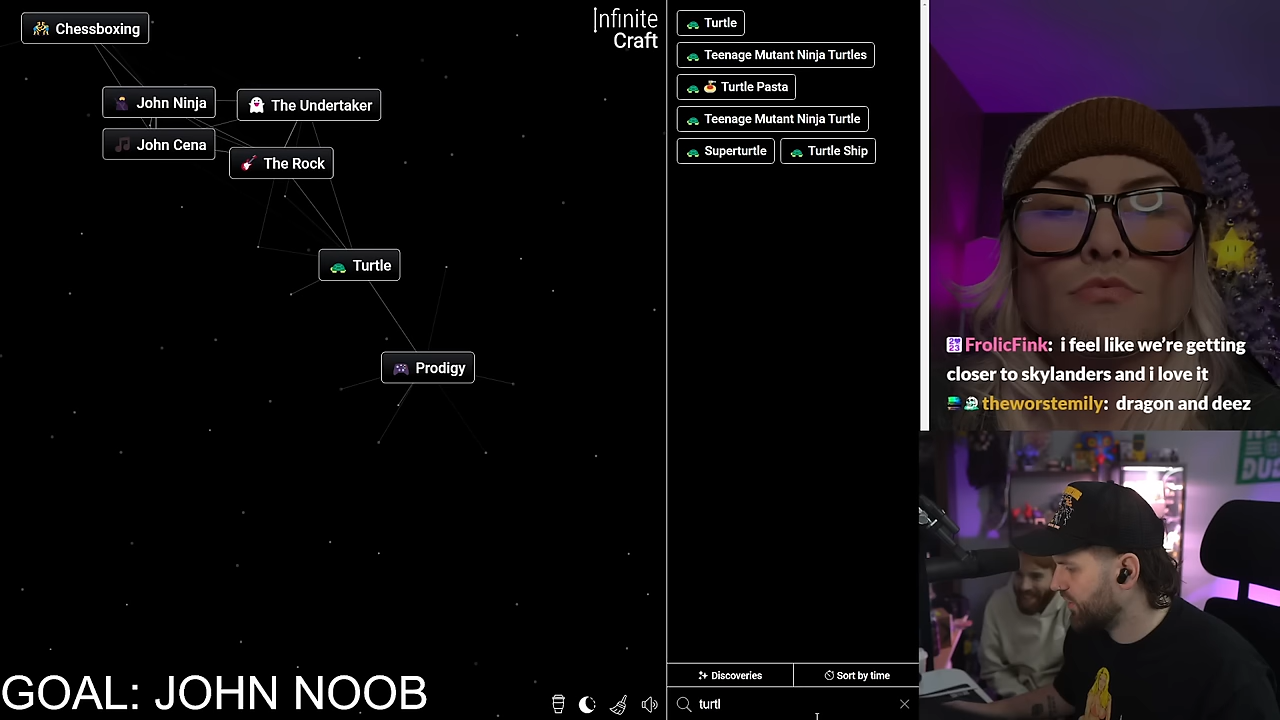 Chessboxing
John Ninja
The Undertaker
John Cena
The Rock
Turtle
Prodigy
Infinite
Craft
Turtle
Teenage Mutant Ninja Turtles
Turtle Pasta
Teenage Mutant Ninja Turtle
Superturtle
Turtle Ship
Discoveries
Sort by time
turtl
GOAL: JOHN NOOB
FrolicFink: i feel like we're getting
closer to skylanders and i love it
theworstemily: dragon and deez